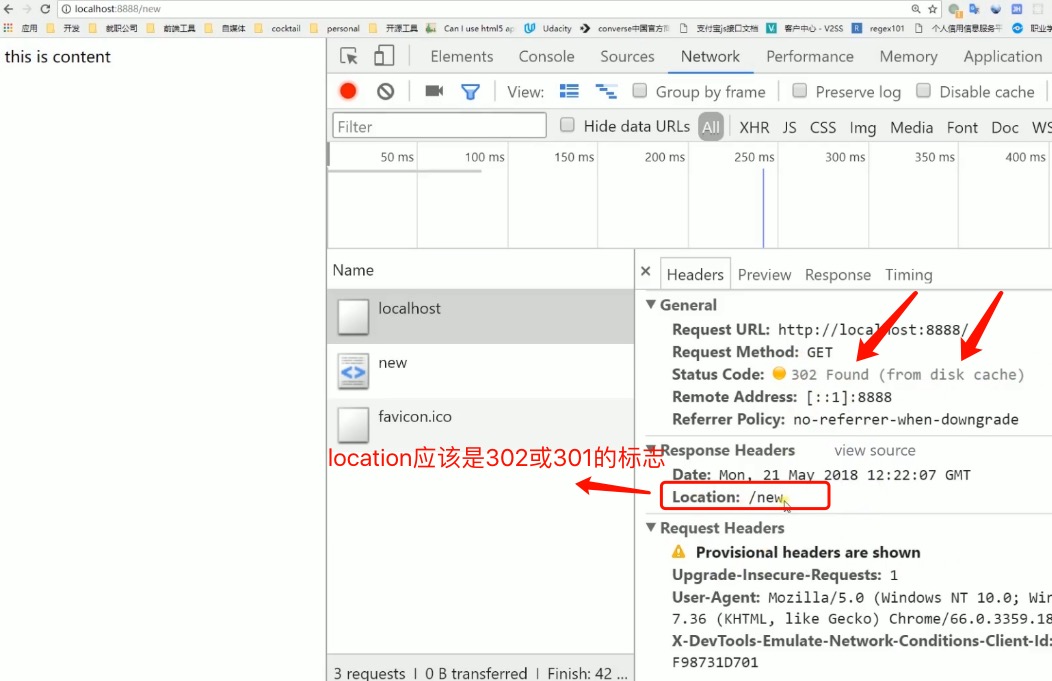 localhost:8888/new
应用 开发 就职公司 前端工具 自媒体 cocktail personal 开源工具 Can I use html5 ap Udacity converse中国官方 支付宝js接口文档 客户中心 - V2SS regex101 个人信用信息服务平 职业学
this is content
Elements Console Sources Network Performance Memory Application
View: Group by frame Preserve log Disable cache
Filter Hide data URLs All XHR JS CSS Img Media Font Doc WS
50 ms 100 ms 150 ms 200 ms 250 ms 300 ms 350 ms 400 ms
Name
localhost
new
favicon.ico
× Headers Preview Response Timing
General
Request URL: http://localhost:8888/
Request Method: GET
Status Code: 302 Found (from disk cache)
Remote Address: [::1]:8888
Referrer Policy: no-referrer-when-downgrade
location应该是302或301的标志
Response Headers view source
Date: Mon, 21 May 2018 12:22:07 GMT
Location: /new
Request Headers
Provisional headers are shown
Upgrade-Insecure-Requests: 1
User-Agent: Mozilla/5.0 (Windows NT 10.0; Win
7.36 (KHTML, like Gecko) Chrome/66.0.3359.18
X-DevTools-Emulate-Network-Conditions-Client-Id:
F98731D701
3 requests | 0 B transferred | Finish: 42 ...